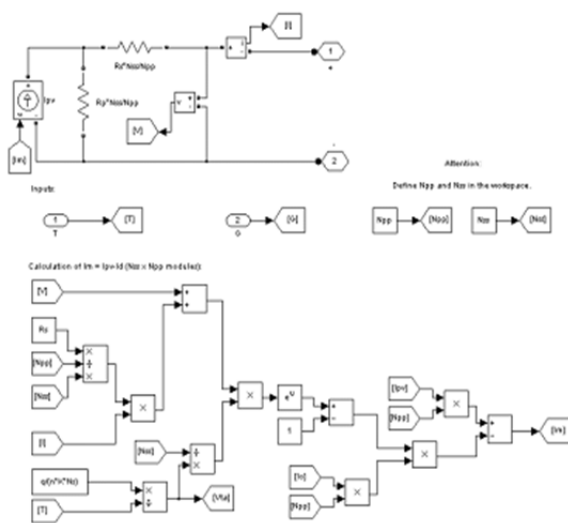 [I]
1
+
Rs*Nss/Npp
Ipv
Rp*Nss/Npp
[V]
[Im]
-
2
Attention:
Define Npp and Nss in the workspace.
Inputs:
1
T
[T]
2
G
[G]
Npp
[Npp]
Nss
[Nss]
Calculation of Im = Ipv-Id (Nss x Npp modules):
[V]
Rs
[Npp]
[Nss]
[I]
[Nss]
q/(n*K*Ns)
[T]
[Vta]
e^u
1
[Ipv]
[Npp]
[Io]
[Npp]
[Im]